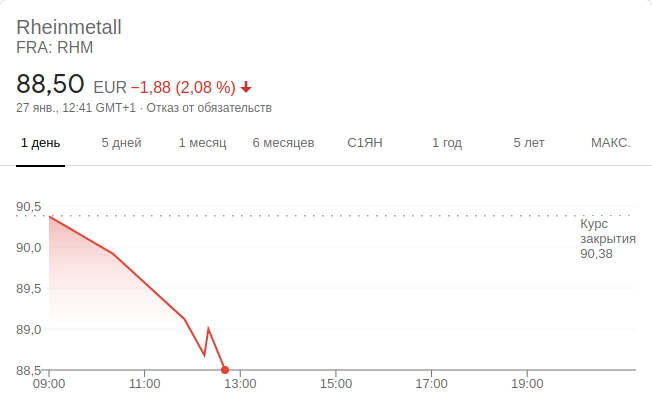 Rheinmetall
FRA: RHM
88,50 EUR −1,88 (2,08 %)
27 янв., 12:41 GMT+1 · Отказ от обязательств
1 день 5 дней 1 месяц 6 месяцев С1ЯН 1 год 5 лет МАКС.
90,5
Курс
закрытия
90,38
90,0
89,5
89,0
88,5
09:00 11:00 13:00 15:00 17:00 19:00